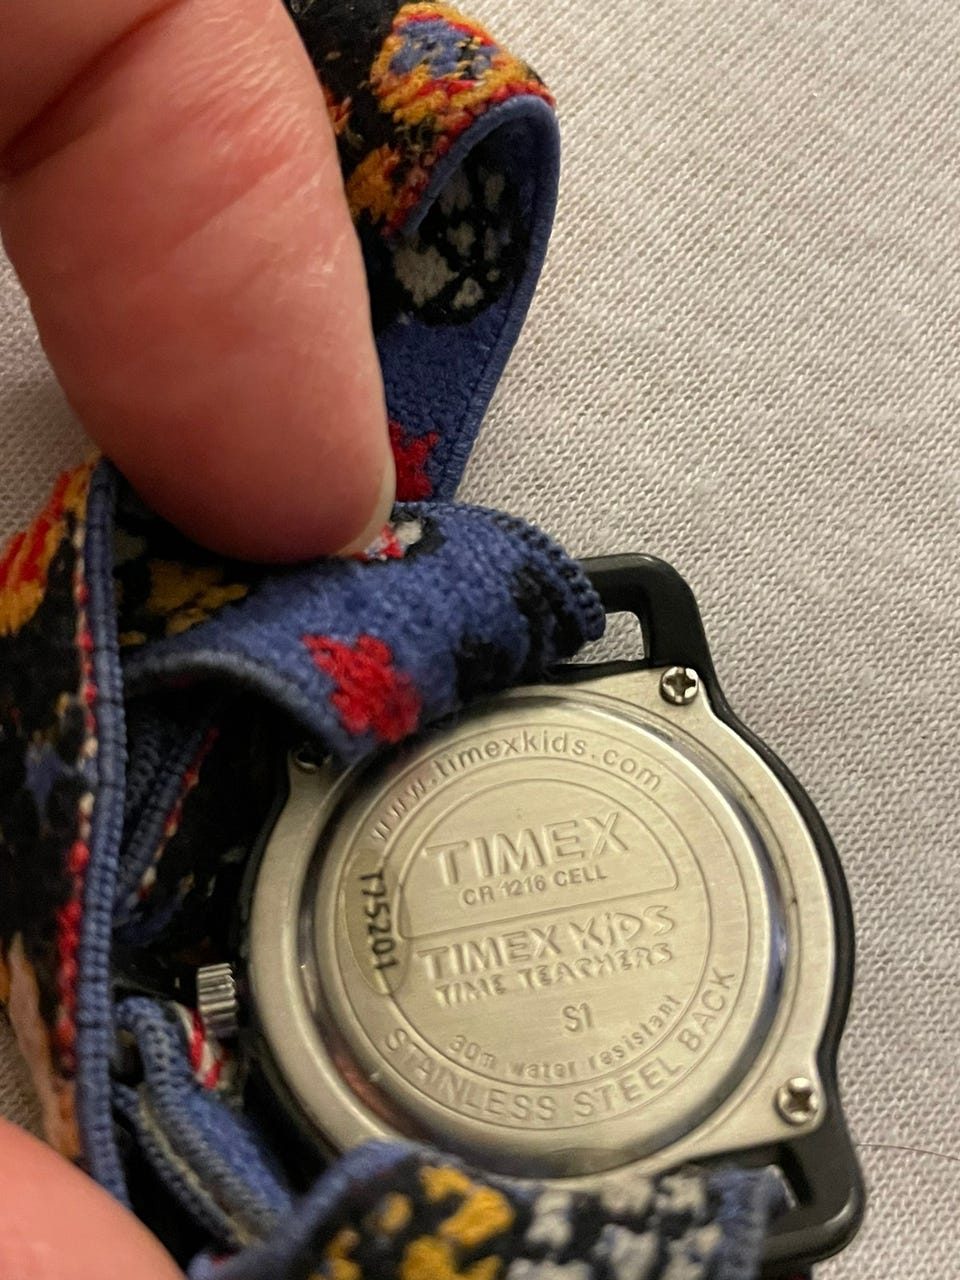 www.timexkids.com
TIMEX
CR 1216 CELL
T75201
TIMEX KiDS
TIME TEACHERS
S1
30m water resistant
STAINLESS STEEL BACK